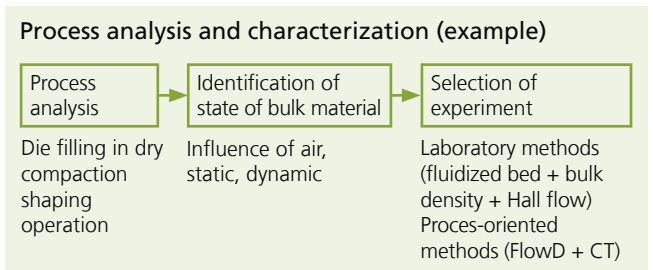 Process analysis and characterization (example)
Process
analysis
Identification of
state of bulk material
Selection of
experiment
Die filling in dry
compaction
shaping
operation
Influence of air,
static, dynamic
Laboratory methods
(fluidized bed + bulk
density + Hall flow)
Proces-oriented
methods (FlowD + CT)